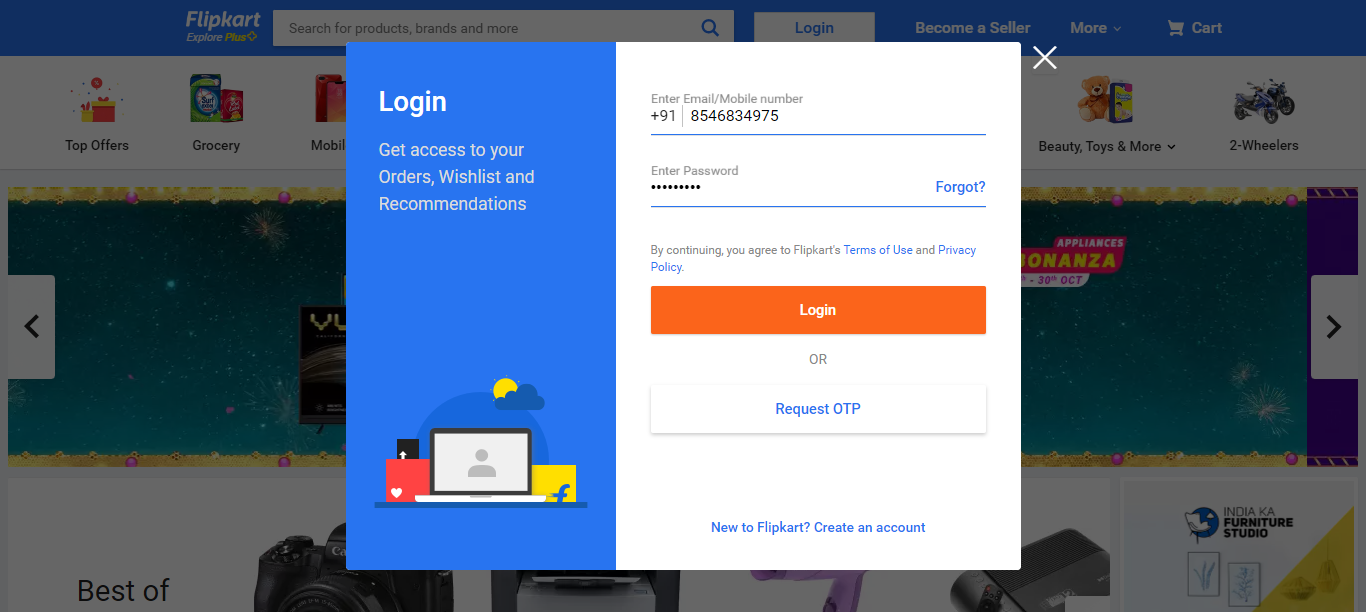 Flipkart
Explore Plus
Search for products, brands and more
Login
Become a Seller
More
Cart
Top Offers
Grocery
Beauty, Toys & More
2-Wheelers
Login
Get access to your
Orders, Wishlist and
Recommendations
Enter Email/Mobile number
+91 8546834975
Enter Password
•••••••••
Forgot?
By continuing, you agree to Flipkart's Terms of Use and Privacy
Policy.
Login
OR
Request OTP
New to Flipkart? Create an account
APPLIANCES
BONANZA
30th OCT
Best of
Ca
INDIA KA
FURNITURE
STUDIO